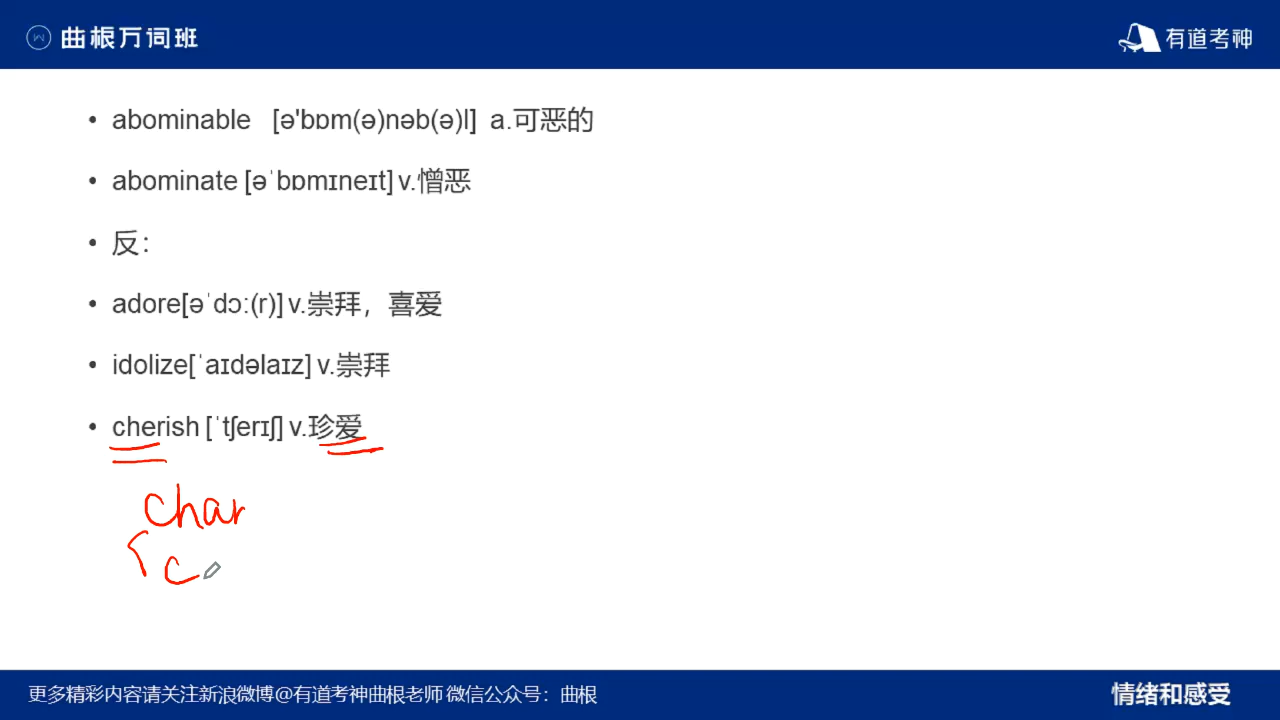 曲根万词班
有道考神
• abominable [ə'bɒm(ə)nəb(ə)l] a.可恶的
• abominate [əˈbɒmɪneɪt] v.憎恶
• 反：
• adore[əˈdɔː(r)] v.崇拜，喜爱
• idolize[ˈaɪdəlaɪz] v.崇拜
• cherish [ˈtʃerɪʃ] v.珍爱
char
c
更多精彩内容请关注新浪微博@有道考神曲根老师 微信公众号：曲根
情绪和感受